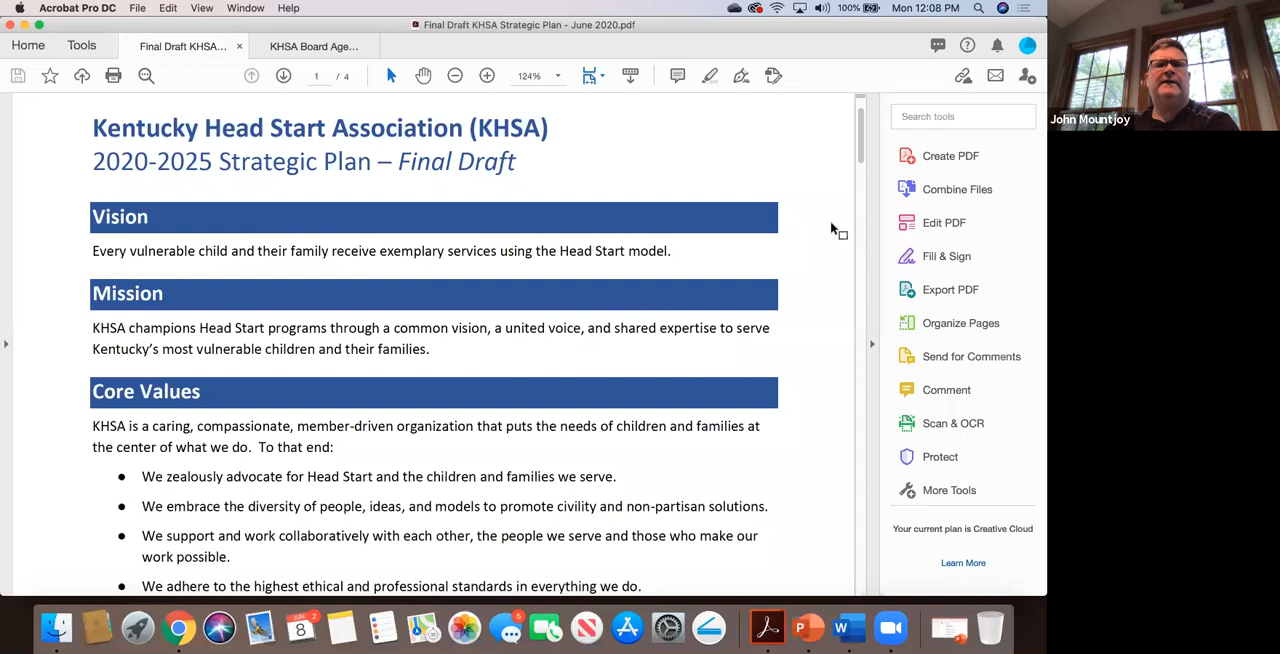 Acrobat Pro DC File Edit View Window Help 100% Mon 12:08 PM
Final Draft KHSA Strategic Plan - June 2020.pdf
Home Tools Final Draft KHSA... × KHSA Board Age...
1 / 4 124%
Kentucky Head Start Association (KHSA)
2020-2025 Strategic Plan – Final Draft
Vision
Every vulnerable child and their family receive exemplary services using the Head Start model.
Mission
KHSA champions Head Start programs through a common vision, a united voice, and shared expertise to serve
Kentucky's most vulnerable children and their families.
Core Values
KHSA is a caring, compassionate, member-driven organization that puts the needs of children and families at
the center of what we do. To that end:
● We zealously advocate for Head Start and the children and families we serve.
● We embrace the diversity of people, ideas, and models to promote civility and non-partisan solutions.
● We support and work collaboratively with each other, the people we serve and those who make our
work possible.
● We adhere to the highest ethical and professional standards in everything we do.
Search tools
Create PDF
Combine Files
Edit PDF
Fill & Sign
Export PDF
Organize Pages
Send for Comments
Comment
Scan & OCR
Protect
More Tools
Your current plan is Creative Cloud
Learn More
John Mountjoy
JUN 2
8
5